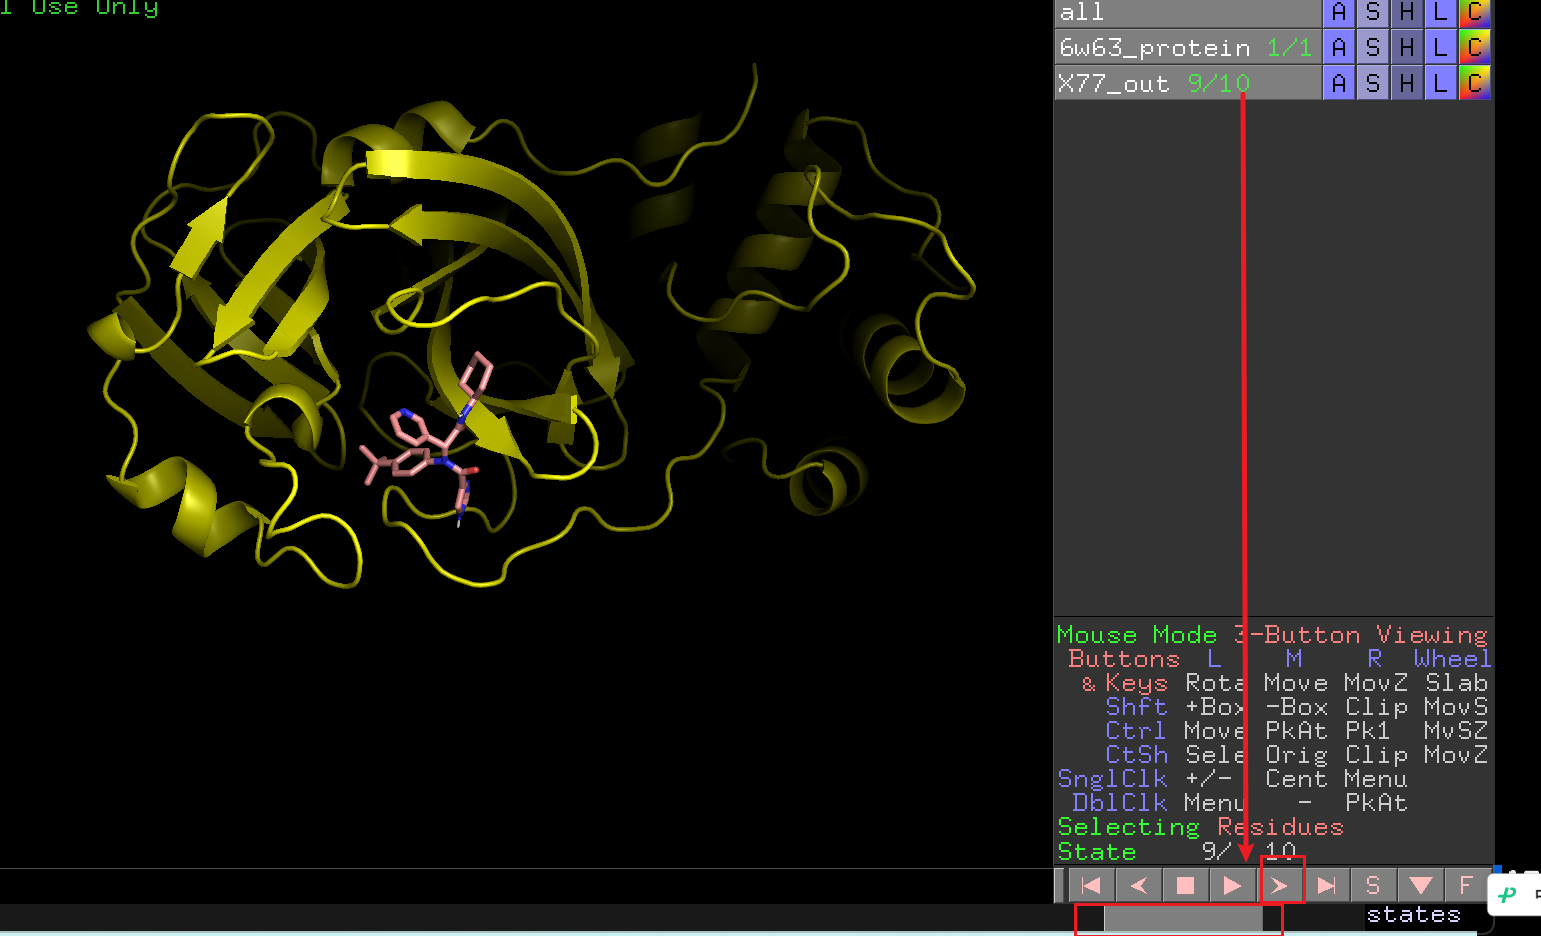 l Use Only
all A S H L C
6w63_protein 1/1 A S H L C
X77_out 9/10 A S H L C
Mouse Mode 3-Button Viewing
Buttons L M R Wheel
& Keys Rota Move MovZ Slab
Shft +Box -Box Clip MovS
Ctrl Move PkAt Pk1 MvSZ
CtSh Sele Orig Clip MovZ
SnglClk +/- Cent Menu
DblClk Menu - PkAt
Selecting Residues
State 9/ 10
S F
states